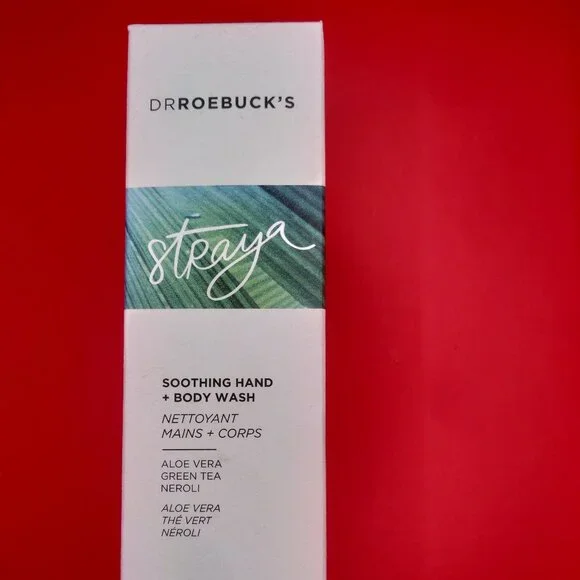 DRROEBUCK'S
straya
SOOTHING HAND
+ BODY WASH
NETTOYANT
MAINS + CORPS
ALOE VERA
GREEN TEA
NEROLI
ALOE VERA
THÉ VERT
NÉROLI